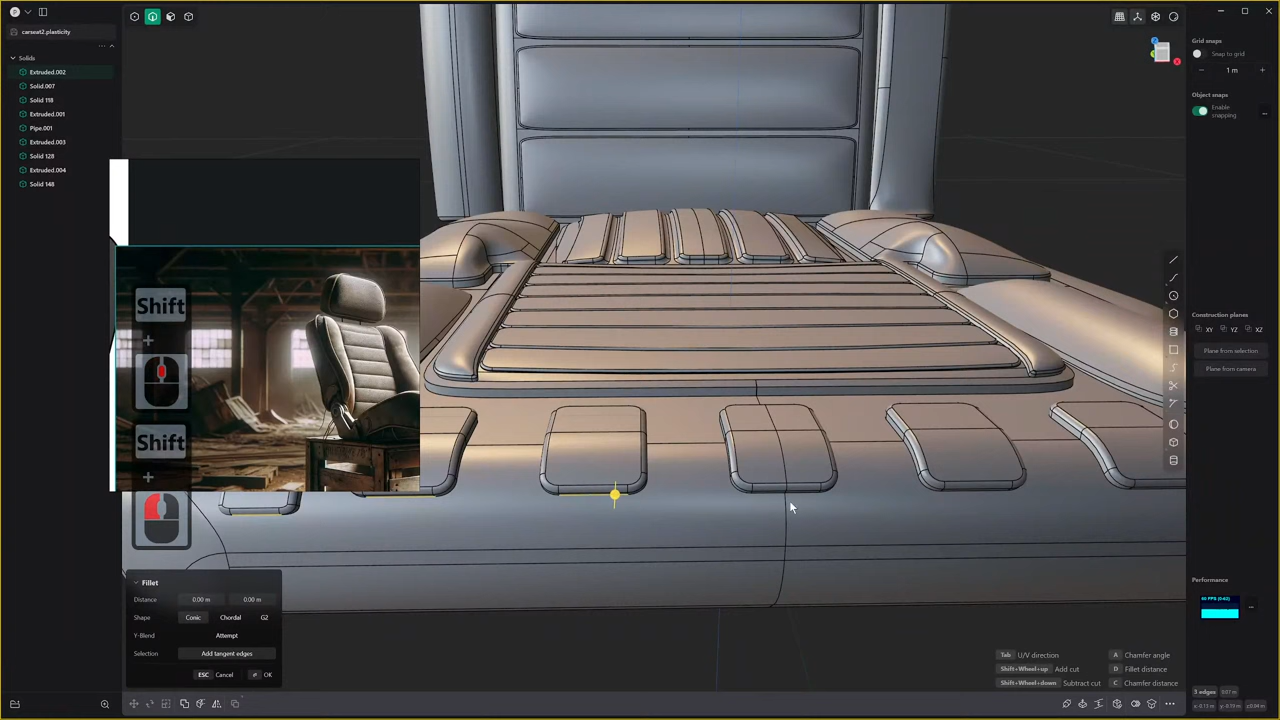 P
carseat2.plasticity
...
Solids
Extruded.002
Solid.007
Solid 118
Extruded.001
Pipe.001
Extruded.003
Solid 128
Extruded.004
Solid 148
Shift
+
Shift
+
Fillet
Distance 0.00 m 0.00 m
Shape Conic Chordal G2
Y-Blend Attempt
Selection Add tangent edges
ESC Cancel OK
Z
X
Grid snaps
Snap to grid
− 1 m +
Object snaps
Enable snapping
...
Construction planes
XY YZ XZ
Plane from selection
Plane from camera
Performance
60 FPS (0-62)
...
Tab U/V direction A Chamfer angle
Shift+Wheel+up Add cut D Fillet distance
Shift+Wheel+down Subtract cut C Chamfer distance